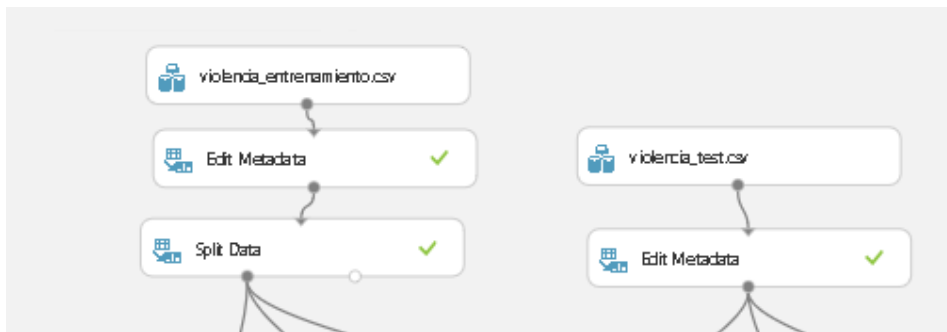 violencia_entrenamiento.csv
Edit Metadata
Split Data
violencia_test.csv
Edit Metadata